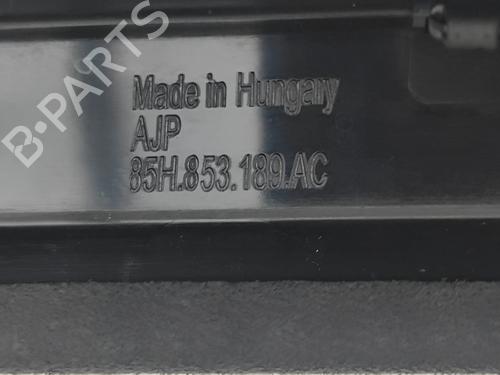 B-PARTS
Made in Hungary
AJP
85H.853.189.AC